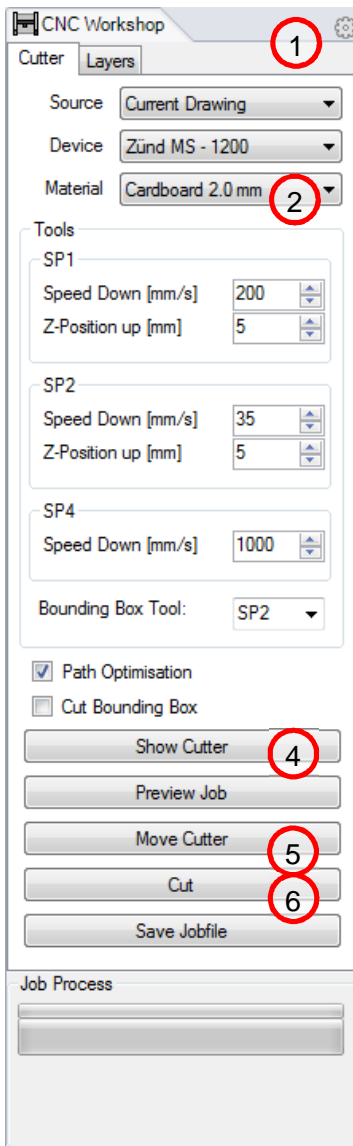 CNC Workshop
1
Cutter Layers
Source Current Drawing
Device Zünd MS - 1200
Material Cardboard 2.0 mm
2
Tools
SP1
Speed Down [mm/s] 200
Z-Position up [mm] 5
SP2
Speed Down [mm/s] 35
Z-Position up [mm] 5
SP4
Speed Down [mm/s] 1000
Bounding Box Tool: SP2
Path Optimisation
Cut Bounding Box
Show Cutter
4
Preview Job
Move Cutter
5
Cut
6
Save Jobfile
Job Process